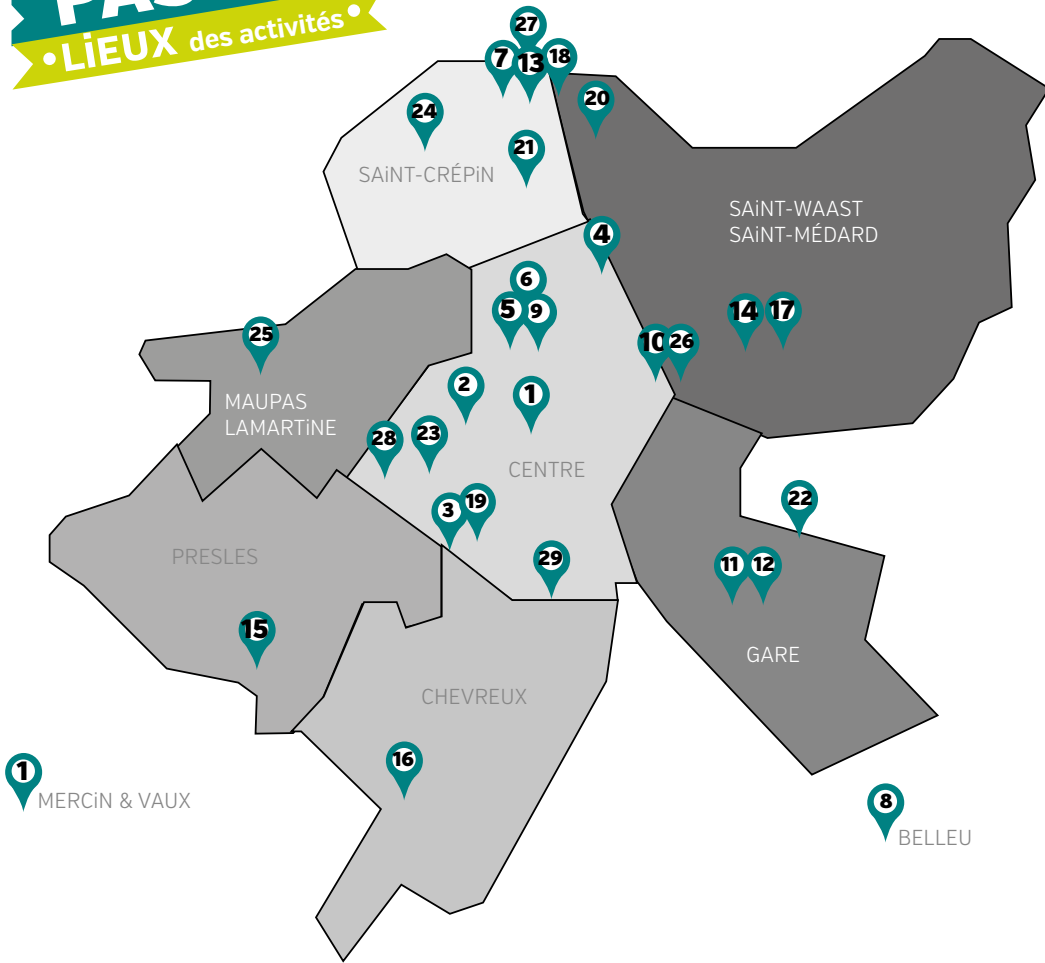 • LiEUX des activités •
27
7
13
18
24
20
21
SAiNT-CRÉPiN
SAiNT-WAAST
SAiNT-MÉDARD
4
6
5
9
14
17
25
10
26
2
1
MAUPAS
LAMARTiNE
28
23
CENTRE
3
19
22
PRESLES
29
11
12
15
GARE
CHEVREUX
16
1
MERCiN & VAUX
8
BELLEU